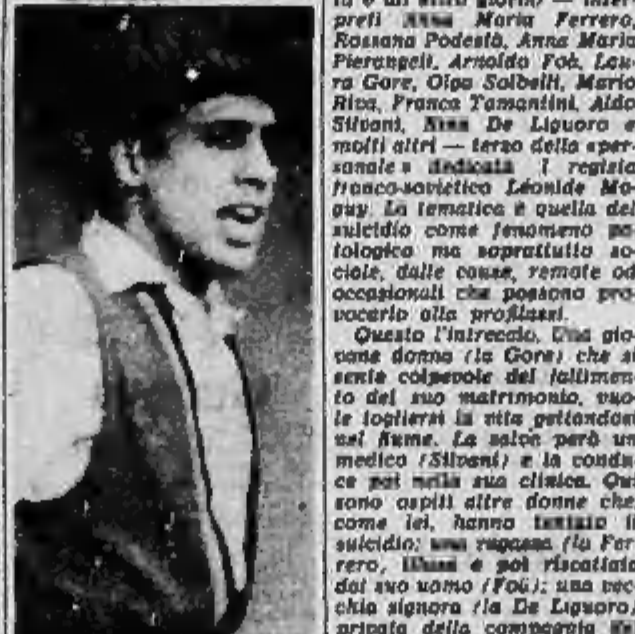 preti Maria Ferrero,
Rossana Podestà, Anna Maria
Pierangeli, Arnoldo Foà, Lau-
ra Gore, Olga Solbelli, Mario
Riva, Franca Tamantini, Aldo
Silvani, De Liguoro e
molti altri — terzo della «per-
sonale» dedicata l regista
franco-sovietico Léonide Mo-
guy. La tematica è quella del
suicidio come fenomeno pa-
tologico ma soprattutto so-
ciale, dalle cause, remote od
occasionali che possono pro-
vocarlo alla profilassi.
Questo l'intreccio. Una gio-
vane donna (la Gore) che si
sente colpevole del fallimen-
to del suo matrimonio, vuo-
le togliersi la vita gettandosi
nel fiume. La salva però un
medico (Silvani) e la condu-
ce poi nella sua clinica. Qui
sono ospiti altre donne che
come lei, hanno il
suicidio: una ragazza (la Fer-
rero, e poi riscattata
dal suo uomo (Foà); una vec-
chia signora (la De Liguoro)
privata della compagnia